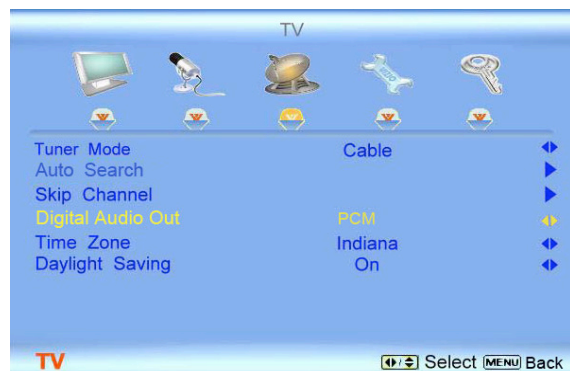 TV
Tuner Mode Cable
Auto Search
Skip Channel
Digital Audio Out PCM
Time Zone Indiana
Daylight Saving On
TV Select MENU Back